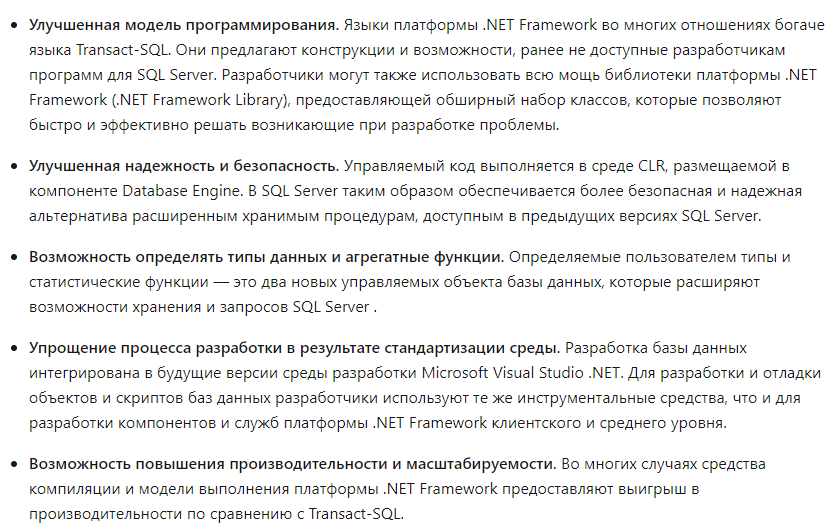 • Улучшенная модель программирования. Языки платформы .NET Framework во многих отношениях богаче
языка Transact-SQL. Они предлагают конструкции и возможности, ранее не доступные разработчикам
программ для SQL Server. Разработчики могут также использовать всю мощь библиотеки платформы .NET
Framework (.NET Framework Library), предоставляющей обширный набор классов, которые позволяют
быстро и эффективно решать возникающие при разработке проблемы.
• Улучшенная надежность и безопасность. Управляемый код выполняется в среде CLR, размещаемой в
компоненте Database Engine. В SQL Server таким образом обеспечивается более безопасная и надежная
альтернатива расширенным хранимым процедурам, доступным в предыдущих версиях SQL Server.
• Возможность определять типы данных и агрегатные функции. Определяемые пользователем типы и
статистические функции — это два новых управляемых объекта базы данных, которые расширяют
возможности хранения и запросов SQL Server .
• Упрощение процесса разработки в результате стандартизации среды. Разработка базы данных
интегрирована в будущие версии среды разработки Microsoft Visual Studio .NET. Для разработки и отладки
объектов и скриптов баз данных разработчики используют те же инструментальные средства, что и для
разработки компонентов и служб платформы .NET Framework клиентского и среднего уровня.
• Возможность повышения производительности и масштабируемости. Во многих случаях средства
компиляции и модели выполнения платформы .NET Framework предоставляют выигрыш в
производительности по сравнению с Transact-SQL.